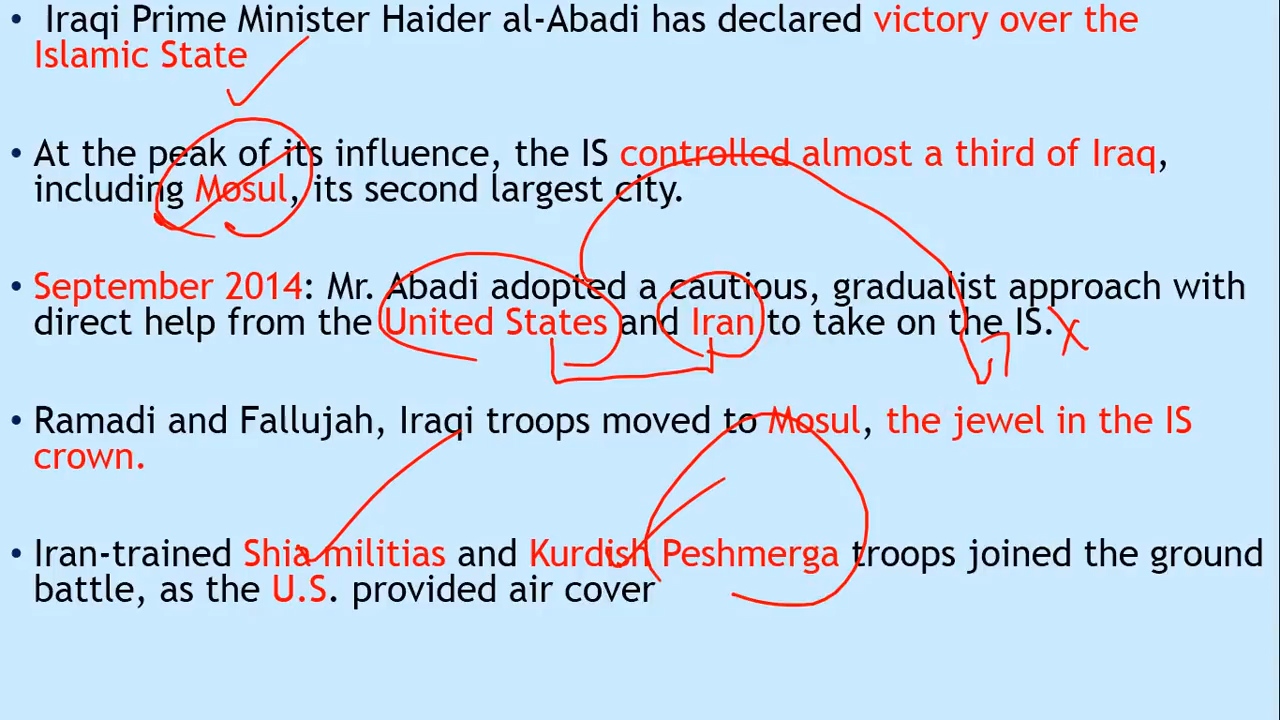 • Iraqi Prime Minister Haider al-Abadi has declared victory over the
Islamic State
• At the peak of its influence, the IS controlled almost a third of Iraq,
including Mosul, its second largest city.
• September 2014: Mr. Abadi adopted a cautious, gradualist approach with
direct help from the United States and Iran to take on the IS.
• Ramadi and Fallujah, Iraqi troops moved to Mosul, the jewel in the IS
crown.
• Iran-trained Shia militias and Kurdish Peshmerga troops joined the ground
battle, as the U.S. provided air cover